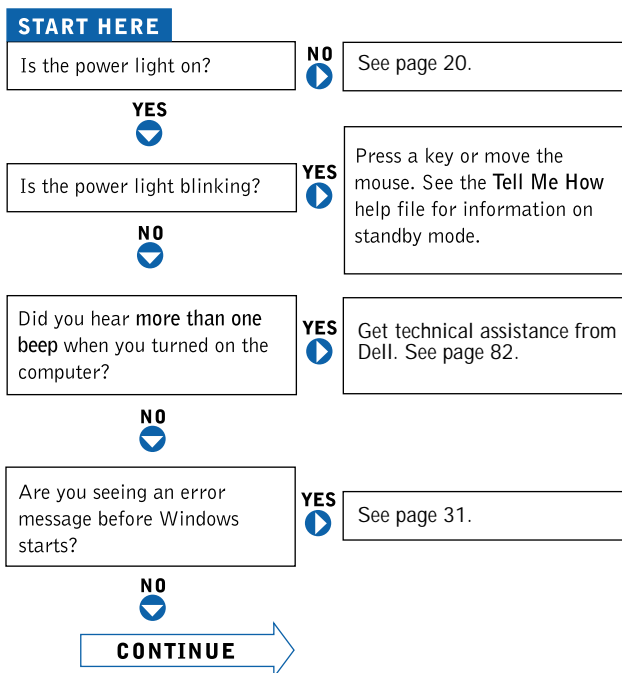 START HERE
Is the power light on?
NO
See page 20.
YES
Is the power light blinking?
YES
Press a key or move the
mouse. See the Tell Me How
help file for information on
standby mode.
NO
Did you hear more than one
beep when you turned on the
computer?
YES
Get technical assistance from
Dell. See page 82.
NO
Are you seeing an error
message before Windows
starts?
YES
See page 31.
NO
CONTINUE